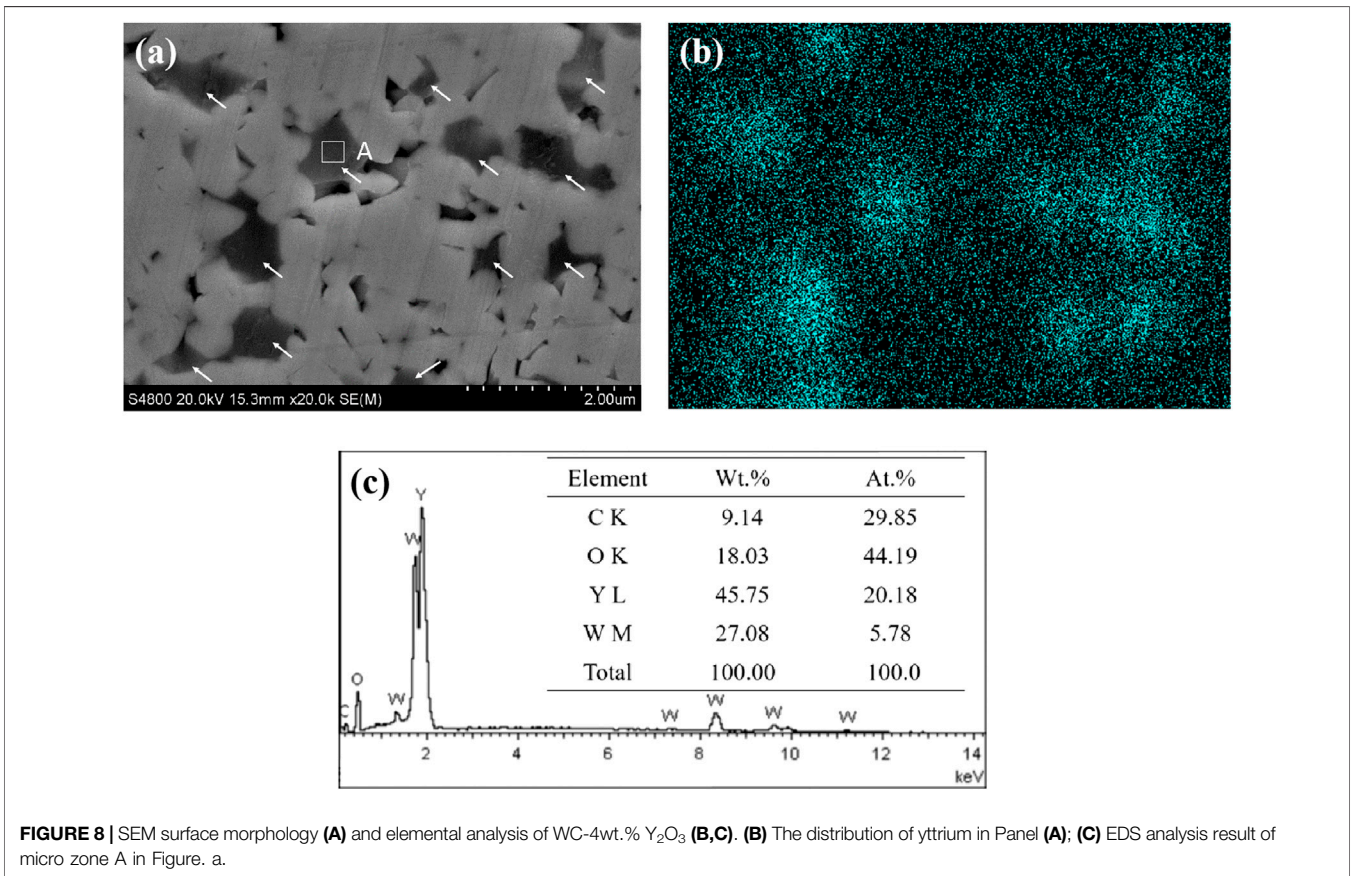 (a)
A
S4800 20.0kV 15.3mm x20.0k SE(M)
2.00um
(b)
(c)
Element Wt.% At.%
C K 9.14 29.85
O K 18.03 44.19
Y L 45.75 20.18
W M 27.08 5.78
Total 100.00 100.0
Y
W
O
W
C
W
W
W
W
2 4 6 8 10 12 14
keV
FIGURE 8 | SEM surface morphology (A) and elemental analysis of WC-4wt.% Y₂O₃ (B,C). (B) The distribution of yttrium in Panel (A); (C) EDS analysis result of
micro zone A in Figure. a.